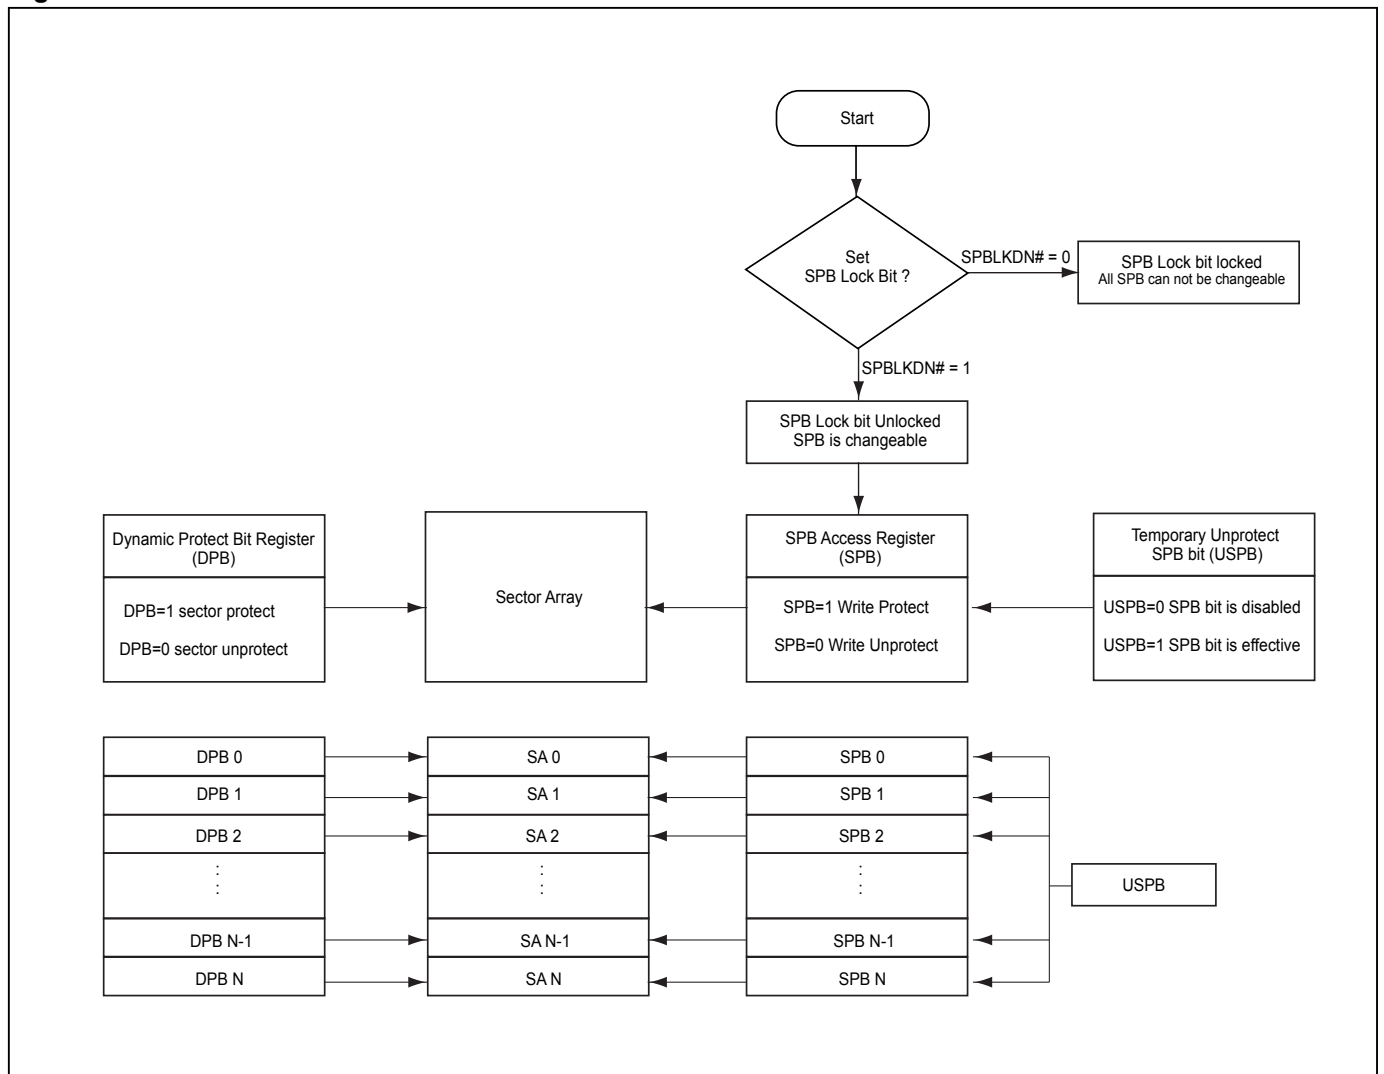 Start
Set
SPB Lock Bit ?
SPBLKDN# = 0
SPB Lock bit locked
All SPB can not be changeable
SPBLKDN# = 1
SPB Lock bit Unlocked
SPB is changeable
Dynamic Protect Bit Register
(DPB)
DPB=1 sector protect
DPB=0 sector unprotect
Sector Array
SPB Access Register
(SPB)
SPB=1 Write Protect
SPB=0 Write Unprotect
Temporary Unprotect
SPB bit (USPB)
USPB=0 SPB bit is disabled
USPB=1 SPB bit is effective
DPB 0
SA 0
SPB 0
DPB 1
SA 1
SPB 1
DPB 2
SA 2
SPB 2
USPB
DPB N-1
SA N-1
SPB N-1
DPB N
SA N
SPB N